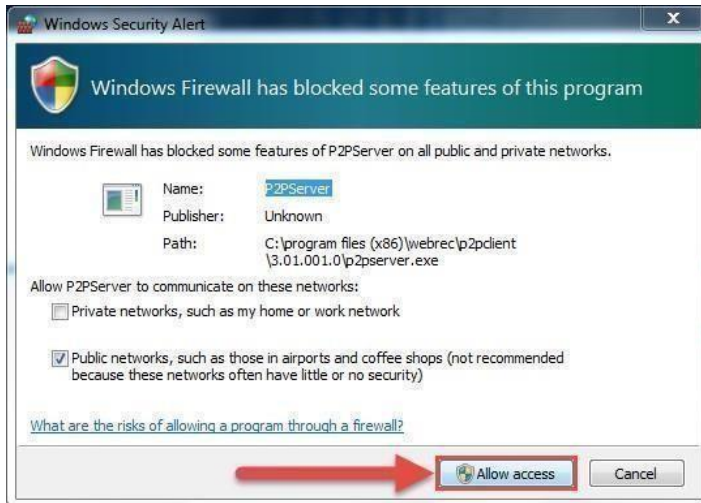 Windows Security Alert
Windows Firewall has blocked some features of this program
Windows Firewall has blocked some features of P2PServer on all public and private networks.
Name: P2PServer
Publisher: Unknown
Path: C:\program files (x86)\webrec\p2pclient
\3.01.001.0\p2pserver.exe
Allow P2PServer to communicate on these networks:
Private networks, such as my home or work network
Public networks, such as those in airports and coffee shops (not recommended
because these networks often have little or no security)
What are the risks of allowing a program through a firewall?
Allow access Cancel